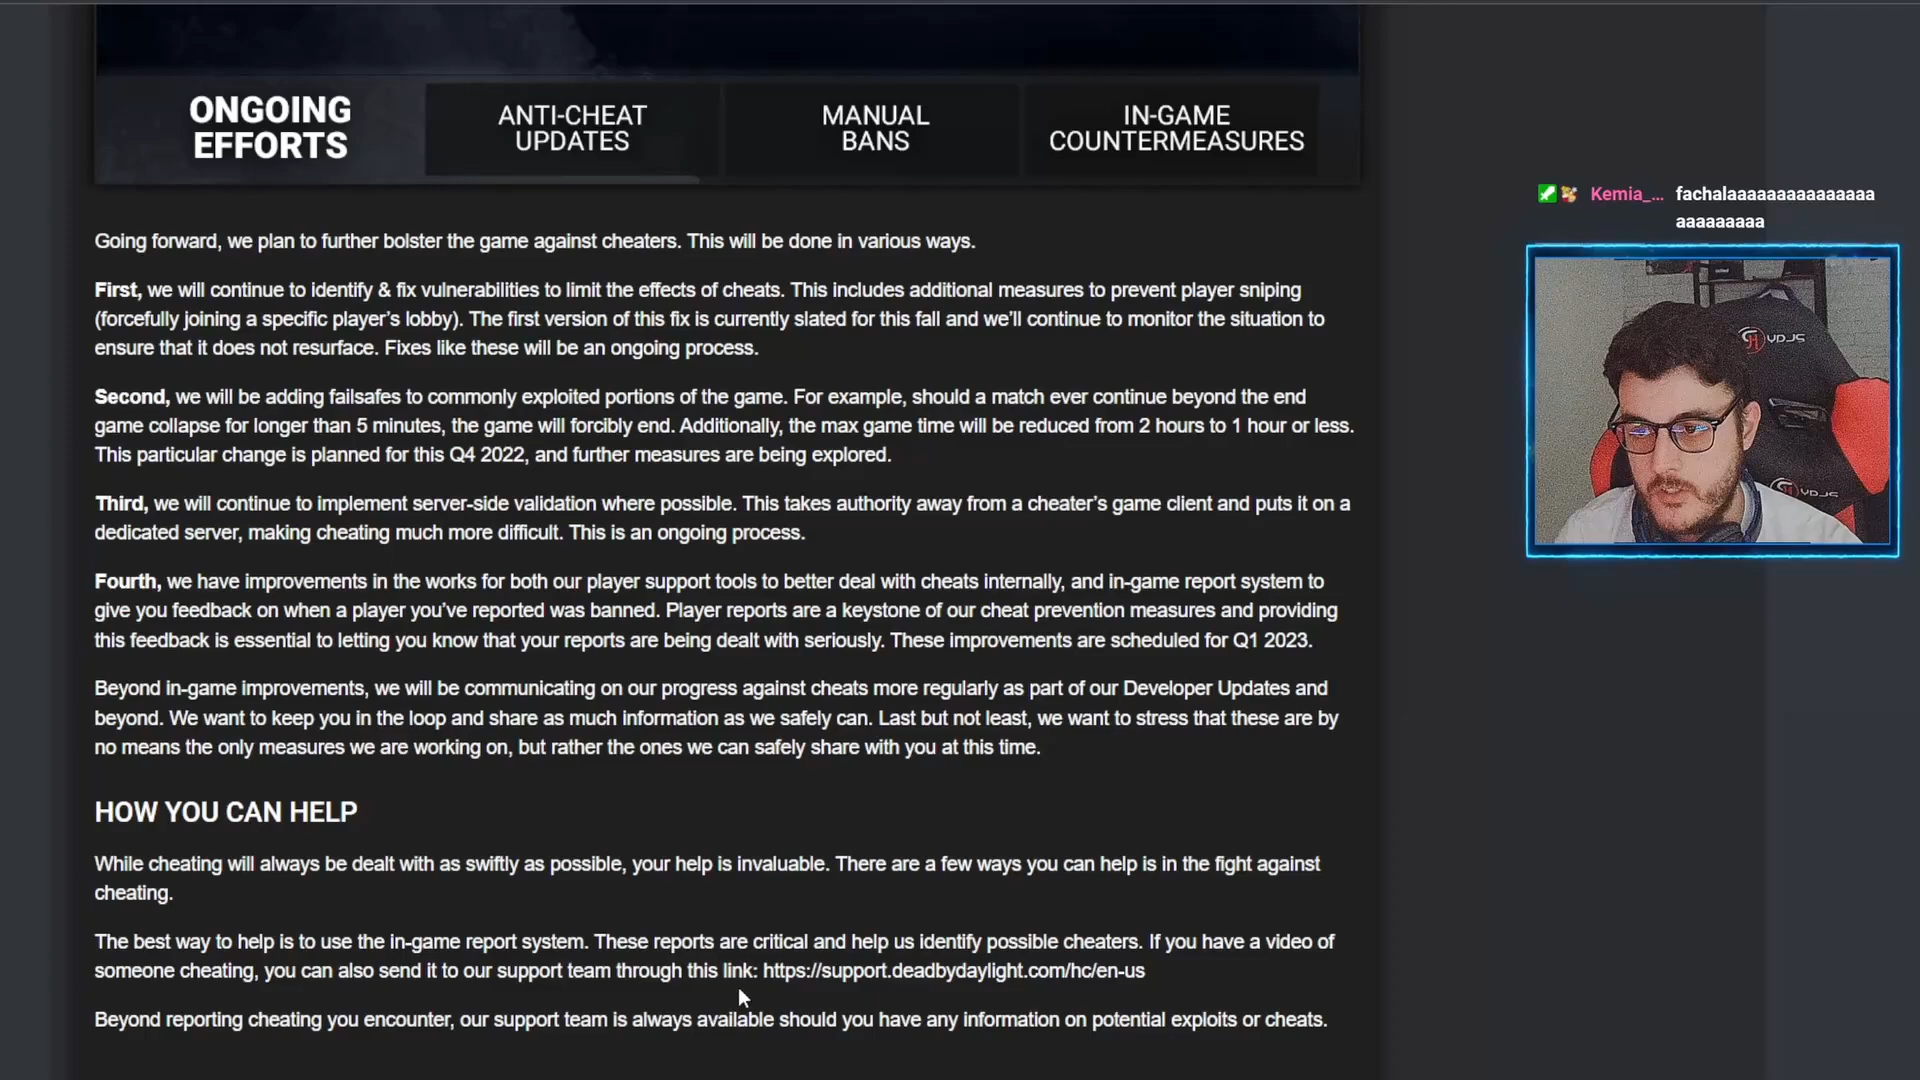 ONGOING
EFFORTS
ANTI-CHEAT
UPDATES
MANUAL
BANS
IN-GAME
COUNTERMEASURES
Going forward, we plan to further bolster the game against cheaters. This will be done in various ways.
First, we will continue to identify & fix vulnerabilities to limit the effects of cheats. This includes additional measures to prevent player sniping
(forcefully joining a specific player’s lobby). The first version of this fix is currently slated for this fall and we’ll continue to monitor the situation to
ensure that it does not resurface. Fixes like these will be an ongoing process.
Second, we will be adding failsafes to commonly exploited portions of the game. For example, should a match ever continue beyond the end
game collapse for longer than 5 minutes, the game will forcibly end. Additionally, the max game time will be reduced from 2 hours to 1 hour or less.
This particular change is planned for this Q4 2022, and further measures are being explored.
Third, we will continue to implement server-side validation where possible. This takes authority away from a cheater’s game client and puts it on a
dedicated server, making cheating much more difficult. This is an ongoing process.
Fourth, we have improvements in the works for both our player support tools to better deal with cheats internally, and in-game report system to
give you feedback on when a player you’ve reported was banned. Player reports are a keystone of our cheat prevention measures and providing
this feedback is essential to letting you know that your reports are being dealt with seriously. These improvements are scheduled for Q1 2023.
Beyond in-game improvements, we will be communicating on our progress against cheats more regularly as part of our Developer Updates and
beyond. We want to keep you in the loop and share as much information as we safely can. Last but not least, we want to stress that these are by
no means the only measures we are working on, but rather the ones we can safely share with you at this time.
HOW YOU CAN HELP
While cheating will always be dealt with as swiftly as possible, your help is invaluable. There are a few ways you can help is in the fight against
cheating.
The best way to help is to use the in-game report system. These reports are critical and help us identify possible cheaters. If you have a video of
someone cheating, you can also send it to our support team through this link: https://support.deadbydaylight.com/hc/en-us
Beyond reporting cheating you encounter, our support team is always available should you have any information on potential exploits or cheats.
Kemia_... fachalaaaaaaaaaaaaaaa
aaaaaaaaa
VDJS
VDJS